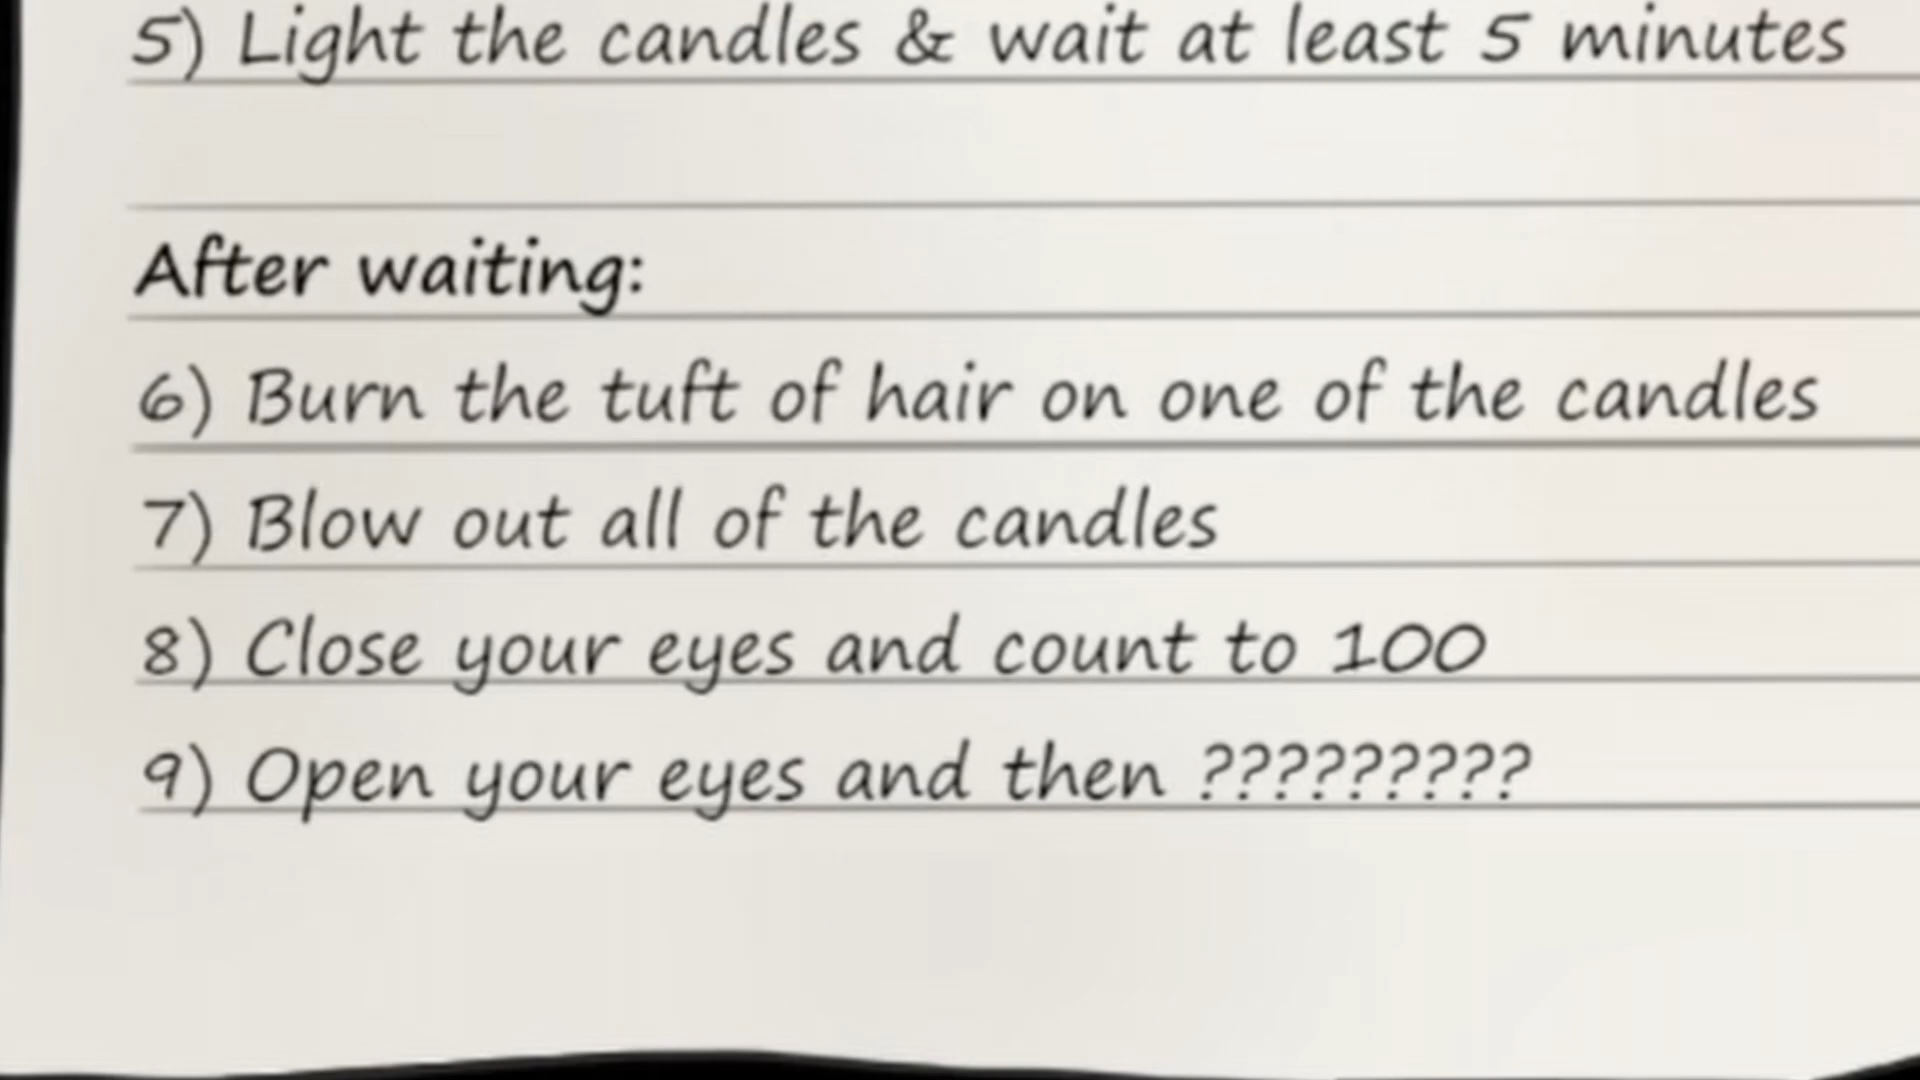 5) Light the candles & wait at least 5 minutes
After waiting:
6) Burn the tuft of hair on one of the candles
7) Blow out all of the candles
8) Close your eyes and count to 100
9) Open your eyes and then ?????????